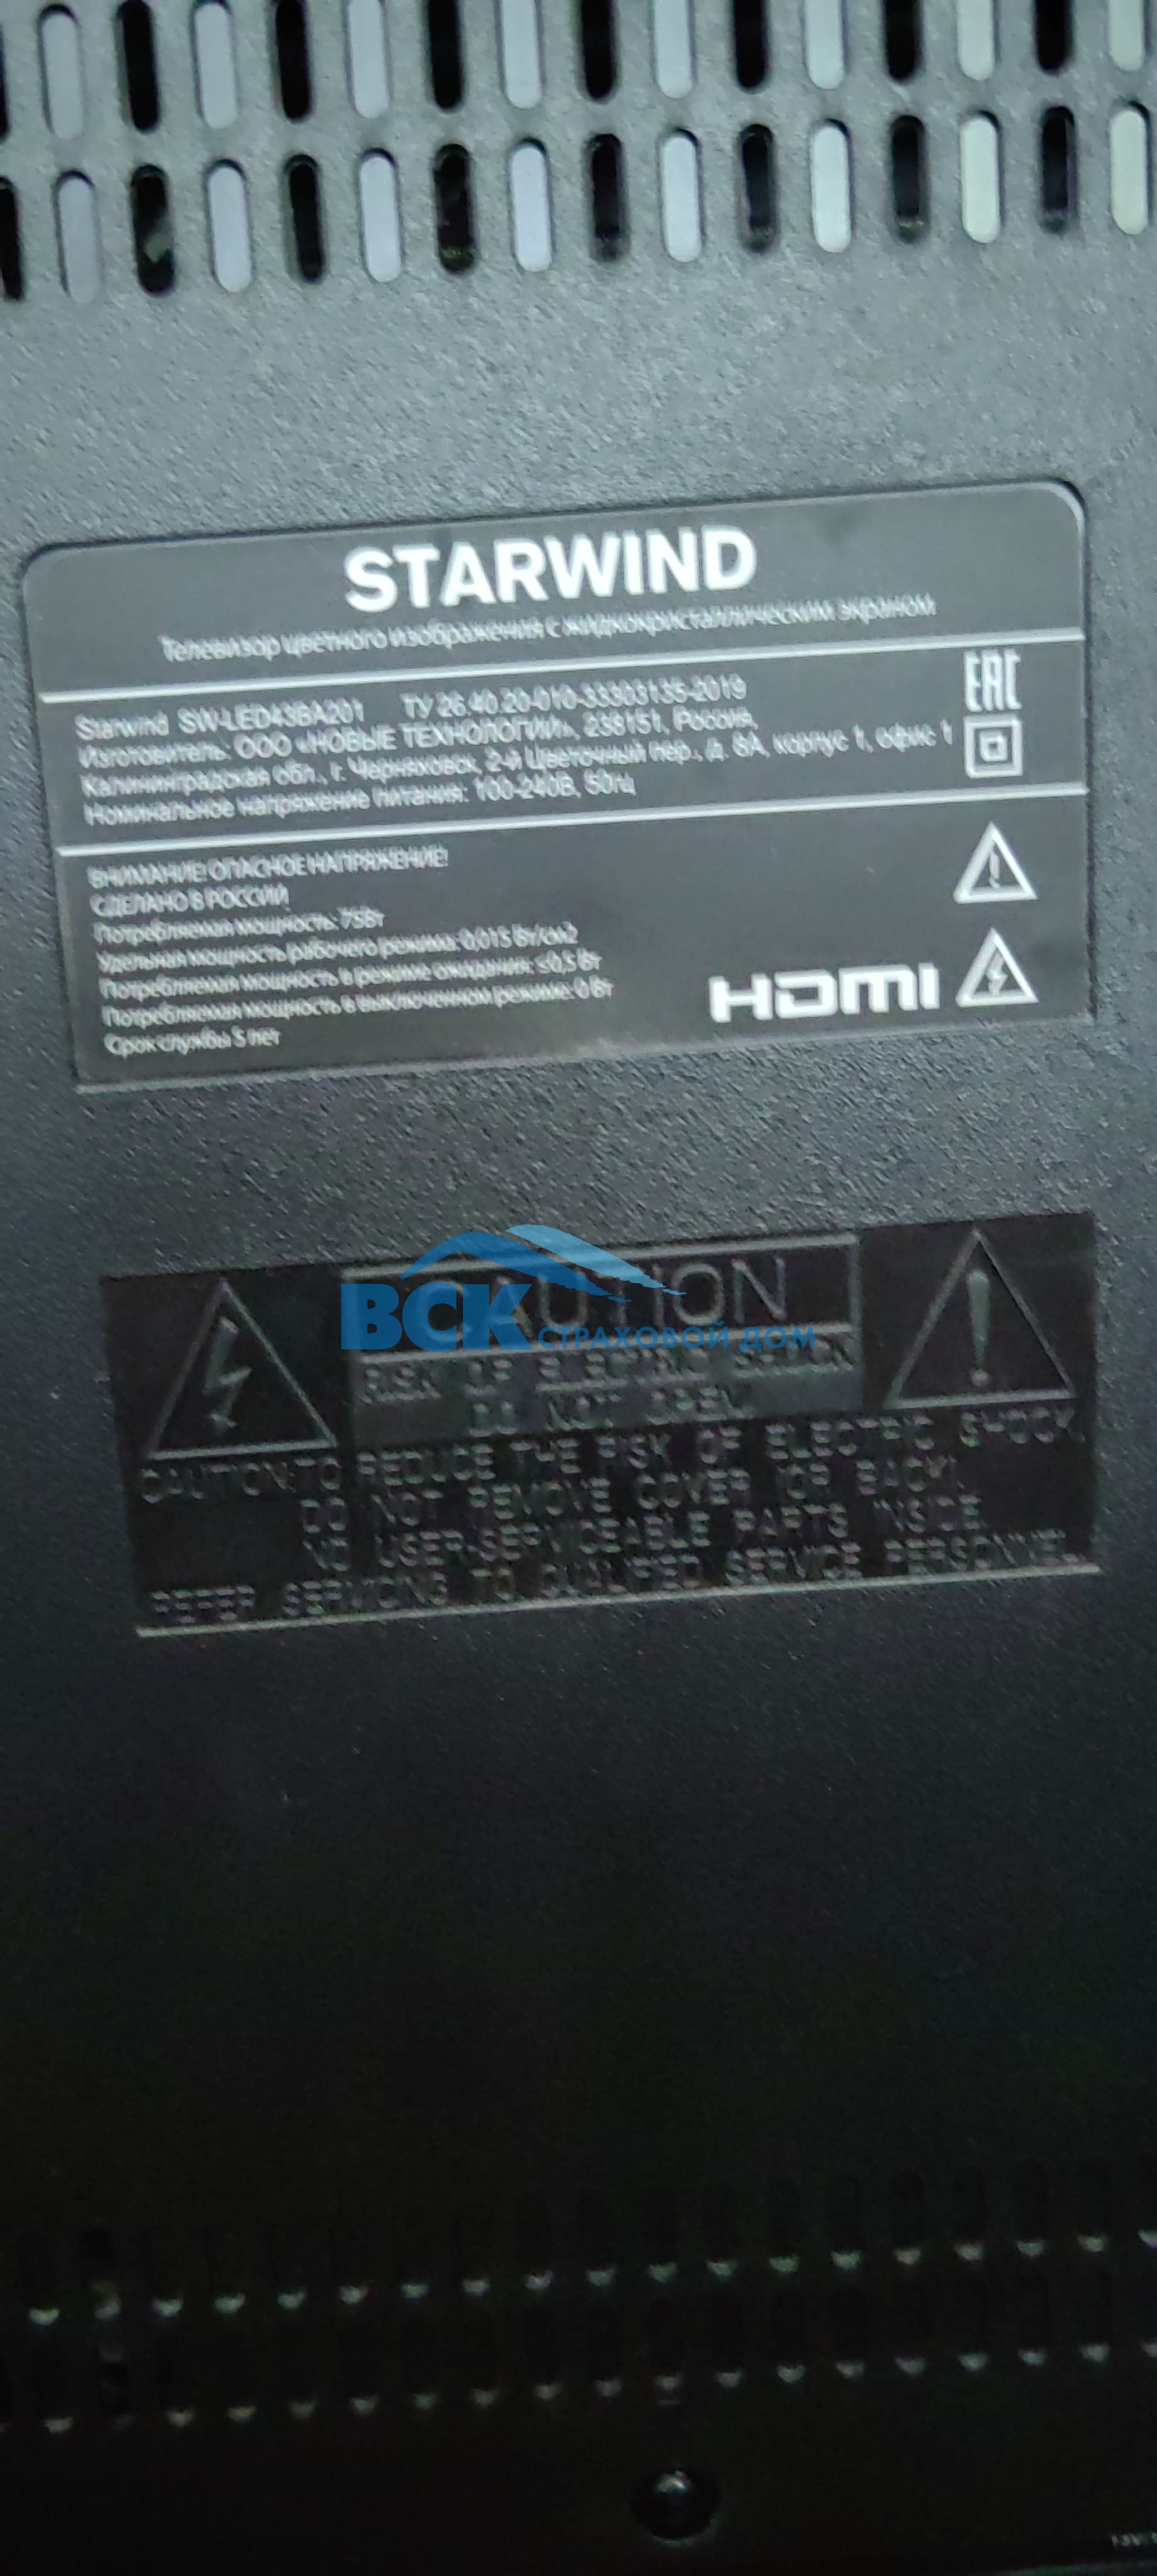 STARWIND
Телевизор цветного изображения с жидкокристаллическим экраном
Starwind SW-LED43BA201 ТУ 26.40.20-010-33303135-2019
Изготовитель: ООО «НОВЫЕ ТЕХНОЛОГИИ», 238151, Россия,
Калининградская обл., г. Черняховск, 2-й Цветочный пер., д. 8А, корпус 1, офис 1
Номинальное напряжение питания: 100-240В, 50гц
EAC
ВНИМАНИЕ! ОПАСНОЕ НАПРЯЖЕНИЕ!
СДЕЛАНО В РОССИИ
Потребляемая мощность: 75Вт
Удельная мощность рабочего режима: 0,015 Вт/см2
Потребляемая мощность в режиме ожидания: ≤0,5 Вт
Потребляемая мощность в выключенном режиме: 0 Вт
Срок службы 5 лет
HDMI
CAUTION
ВСК СТРАХОВОЙ ДОМ
RISK OF ELECTRIC SHOCK
DO NOT OPEN
CAUTION:TO REDUCE THE RISK OF ELECTRIC SHOCK,
DO NOT REMOVE COVER (OR BACK).
NO USER-SERVICEABLE PARTS INSIDE.
REFER SERVICING TO QUALIFIED SERVICE PERSONNEL.